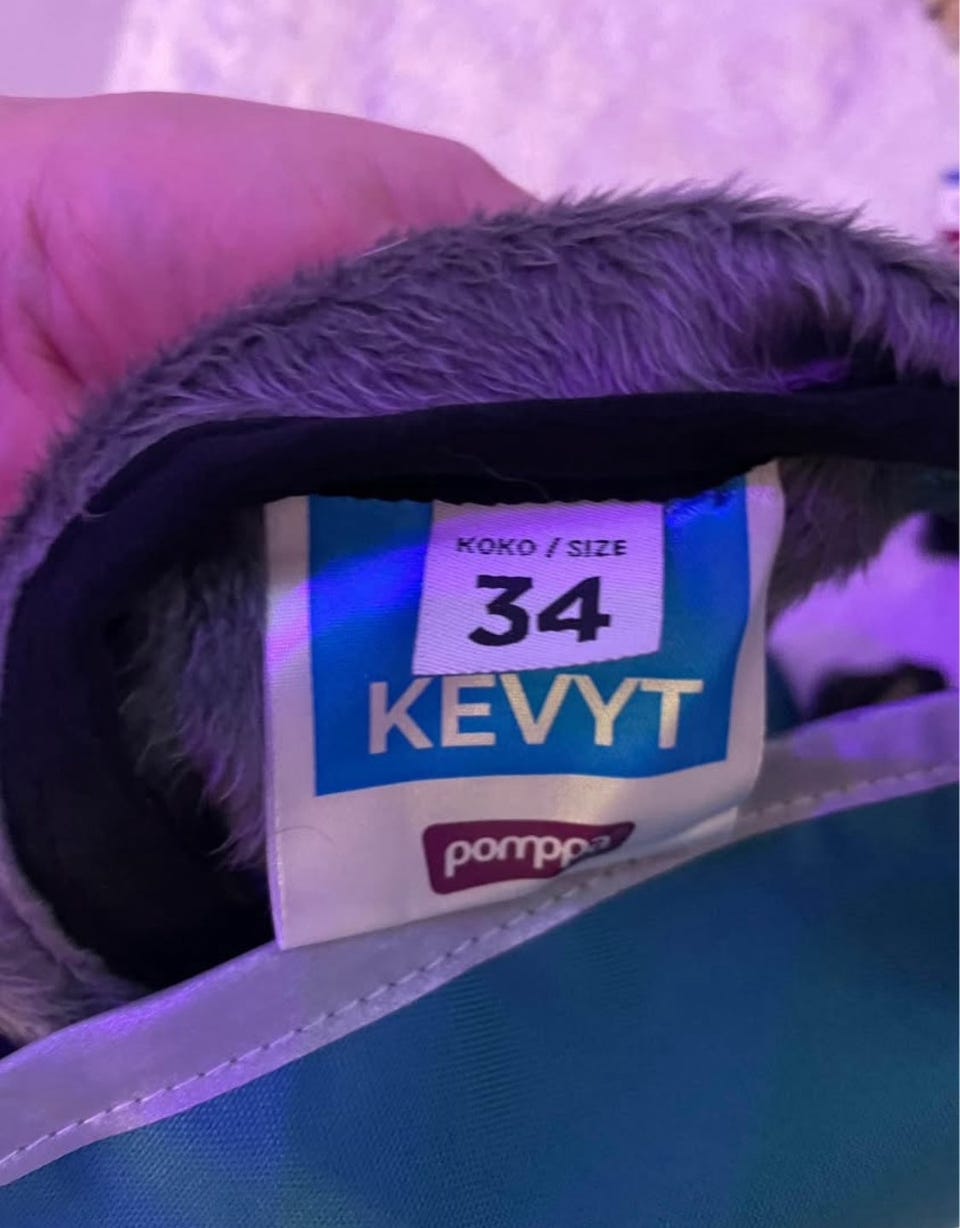 KOKO / SIZE
34
KEVYT
pomppa